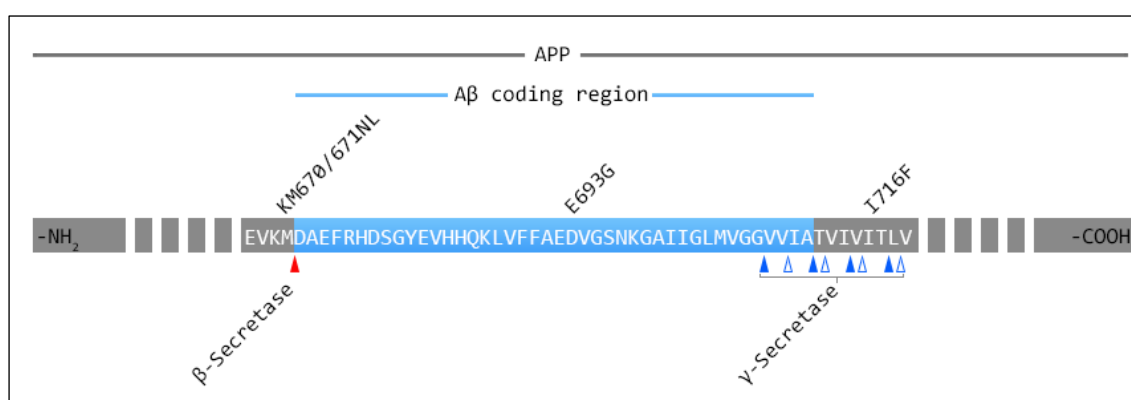 APP
Aβ coding region
KM670/671NL
E693G
I716F
-NH₂
EVKMDAEFRHDSGYEVHHQKLVFFAEDVGSNKGAIIGLMVGGVVIATVIVITLV
-COOH
β-Secretase
γ-Secretase